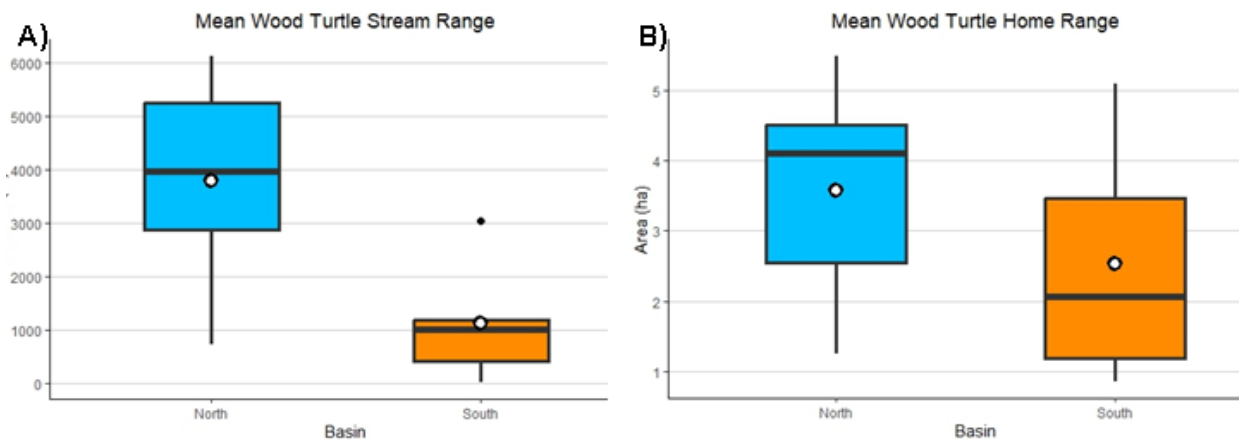 A)
Mean Wood Turtle Stream Range
6000
5000
4000
3000
2000
1000
0
North South
Basin
B)
Mean Wood Turtle Home Range
Area (ha)
5
4
3
2
1
North South
Basin